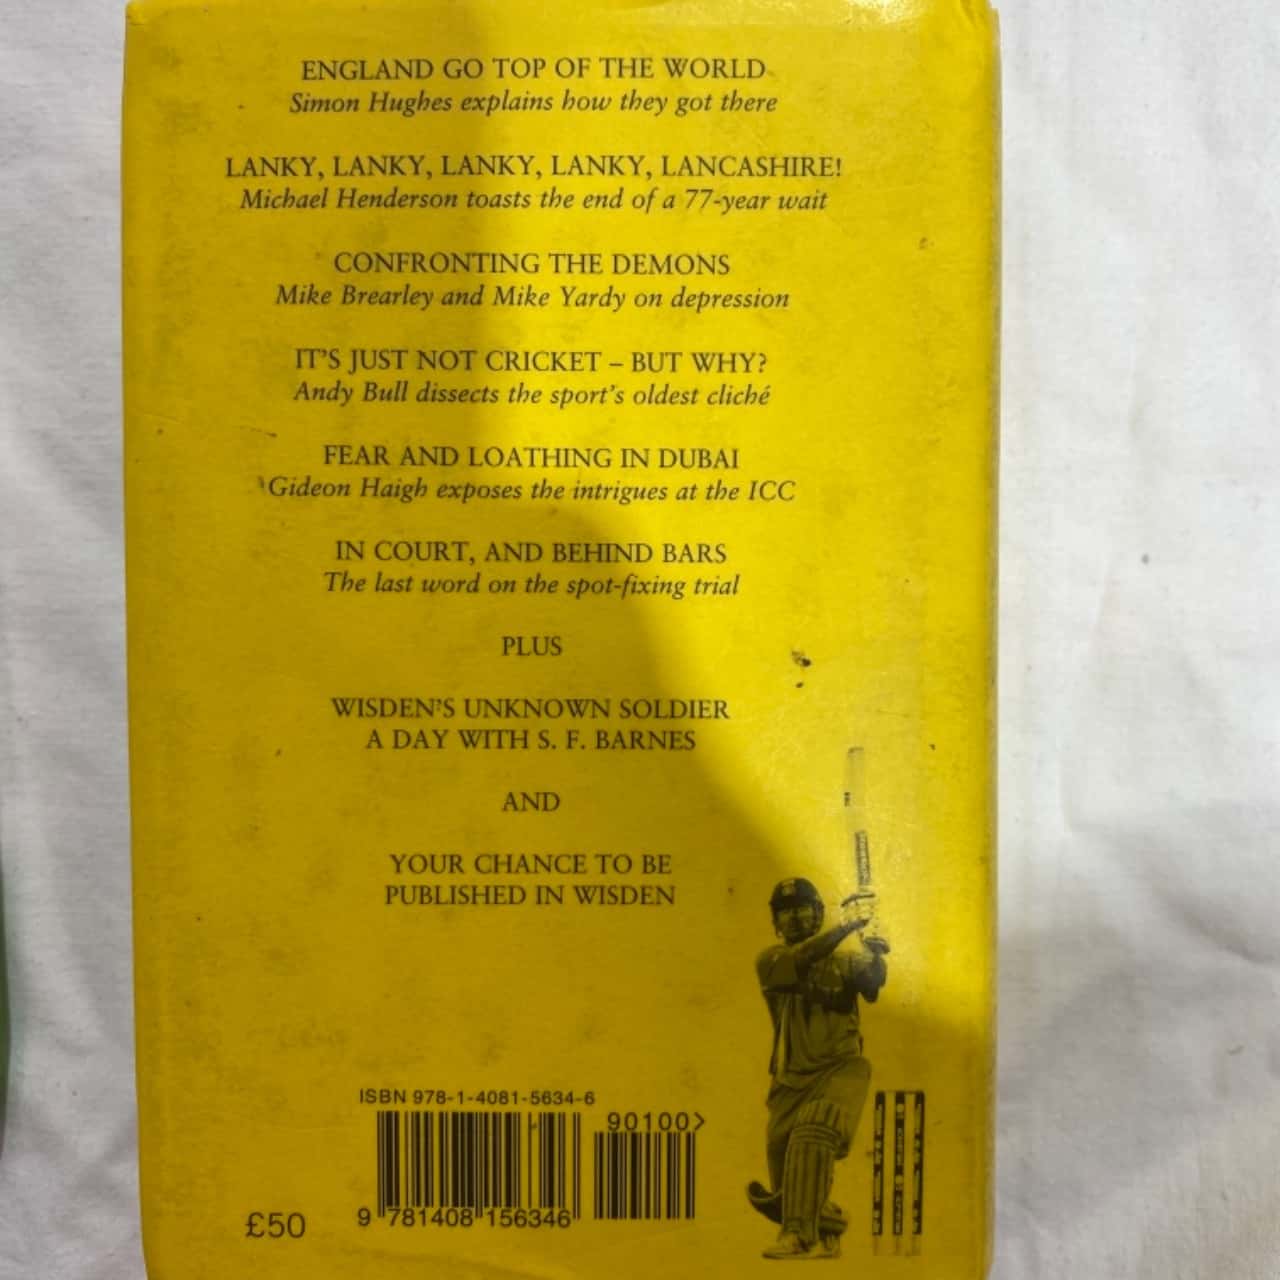 ENGLAND GO TOP OF THE WORLD
Simon Hughes explains how they got there
LANKY, LANKY, LANKY, LANKY, LANCASHIRE!
Michael Henderson toasts the end of a 77-year wait
CONFRONTING THE DEMONS
Mike Brearley and Mike Yardy on depression
IT'S JUST NOT CRICKET – BUT WHY?
Andy Bull dissects the sport's oldest cliché
FEAR AND LOATHING IN DUBAI
Gideon Haigh exposes the intrigues at the ICC
IN COURT, AND BEHIND BARS
The last word on the spot-fixing trial
PLUS
WISDEN'S UNKNOWN SOLDIER
A DAY WITH S. F. BARNES
AND
YOUR CHANCE TO BE
PUBLISHED IN WISDEN
ISBN 978-1-4081-5634-6
90100>
9 781408 156346
£50